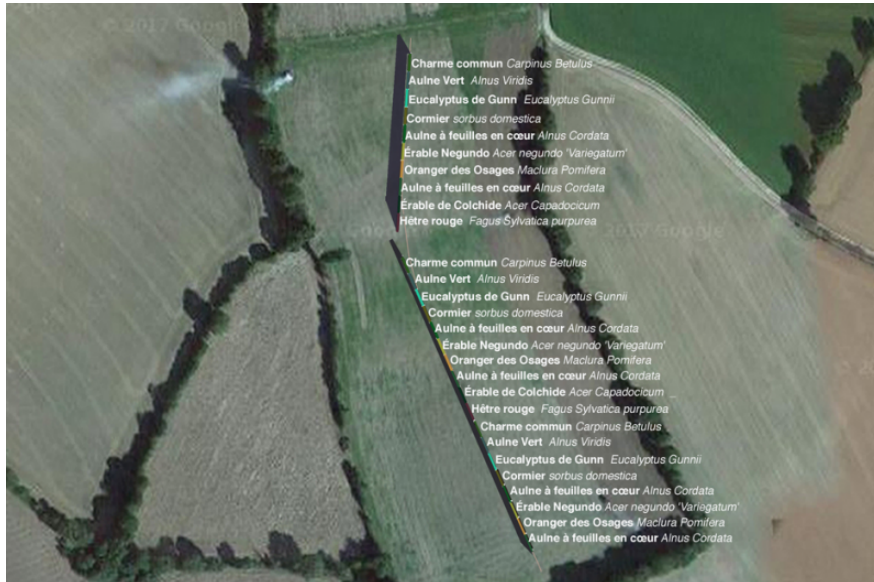 © 2017 Google
Charme commun Carpinus Betulus
Aulne Vert Alnus Viridis
Eucalyptus de Gunn Eucalyptus Gunnii
Cormier sorbus domestica
Aulne à feuilles en cœur Alnus Cordata
Érable Negundo Acer negundo 'Variegatum'
Oranger des Osages Maclura Pomifera
Aulne à feuilles en cœur Alnus Cordata
Érable de Colchide Acer Capadocicum
Hêtre rouge Fagus Sylvatica purpurea
Google
2017 Google
Charme commun Carpinus Betulus
Aulne Vert Alnus Viridis
Eucalyptus de Gunn Eucalyptus Gunnii
Cormier sorbus domestica
Aulne à feuilles en cœur Alnus Cordata
Érable Negundo Acer negundo 'Variegatum'
Oranger des Osages Maclura Pomifera
Aulne à feuilles en cœur Alnus Cordata
Érable de Colchide Acer Capadocicum _
Hêtre rouge Fagus Sylvatica purpurea
Charme commun Carpinus Betulus
Aulne Vert Alnus Viridis
Eucalyptus de Gunn Eucalyptus Gunnii
Cormier sorbus domestica
Aulne à feuilles en cœur Alnus Cordata
Érable Negundo Acer negundo 'Variegatum'
Oranger des Osages Maclura Pomifera
Aulne à feuilles en cœur Alnus Cordata